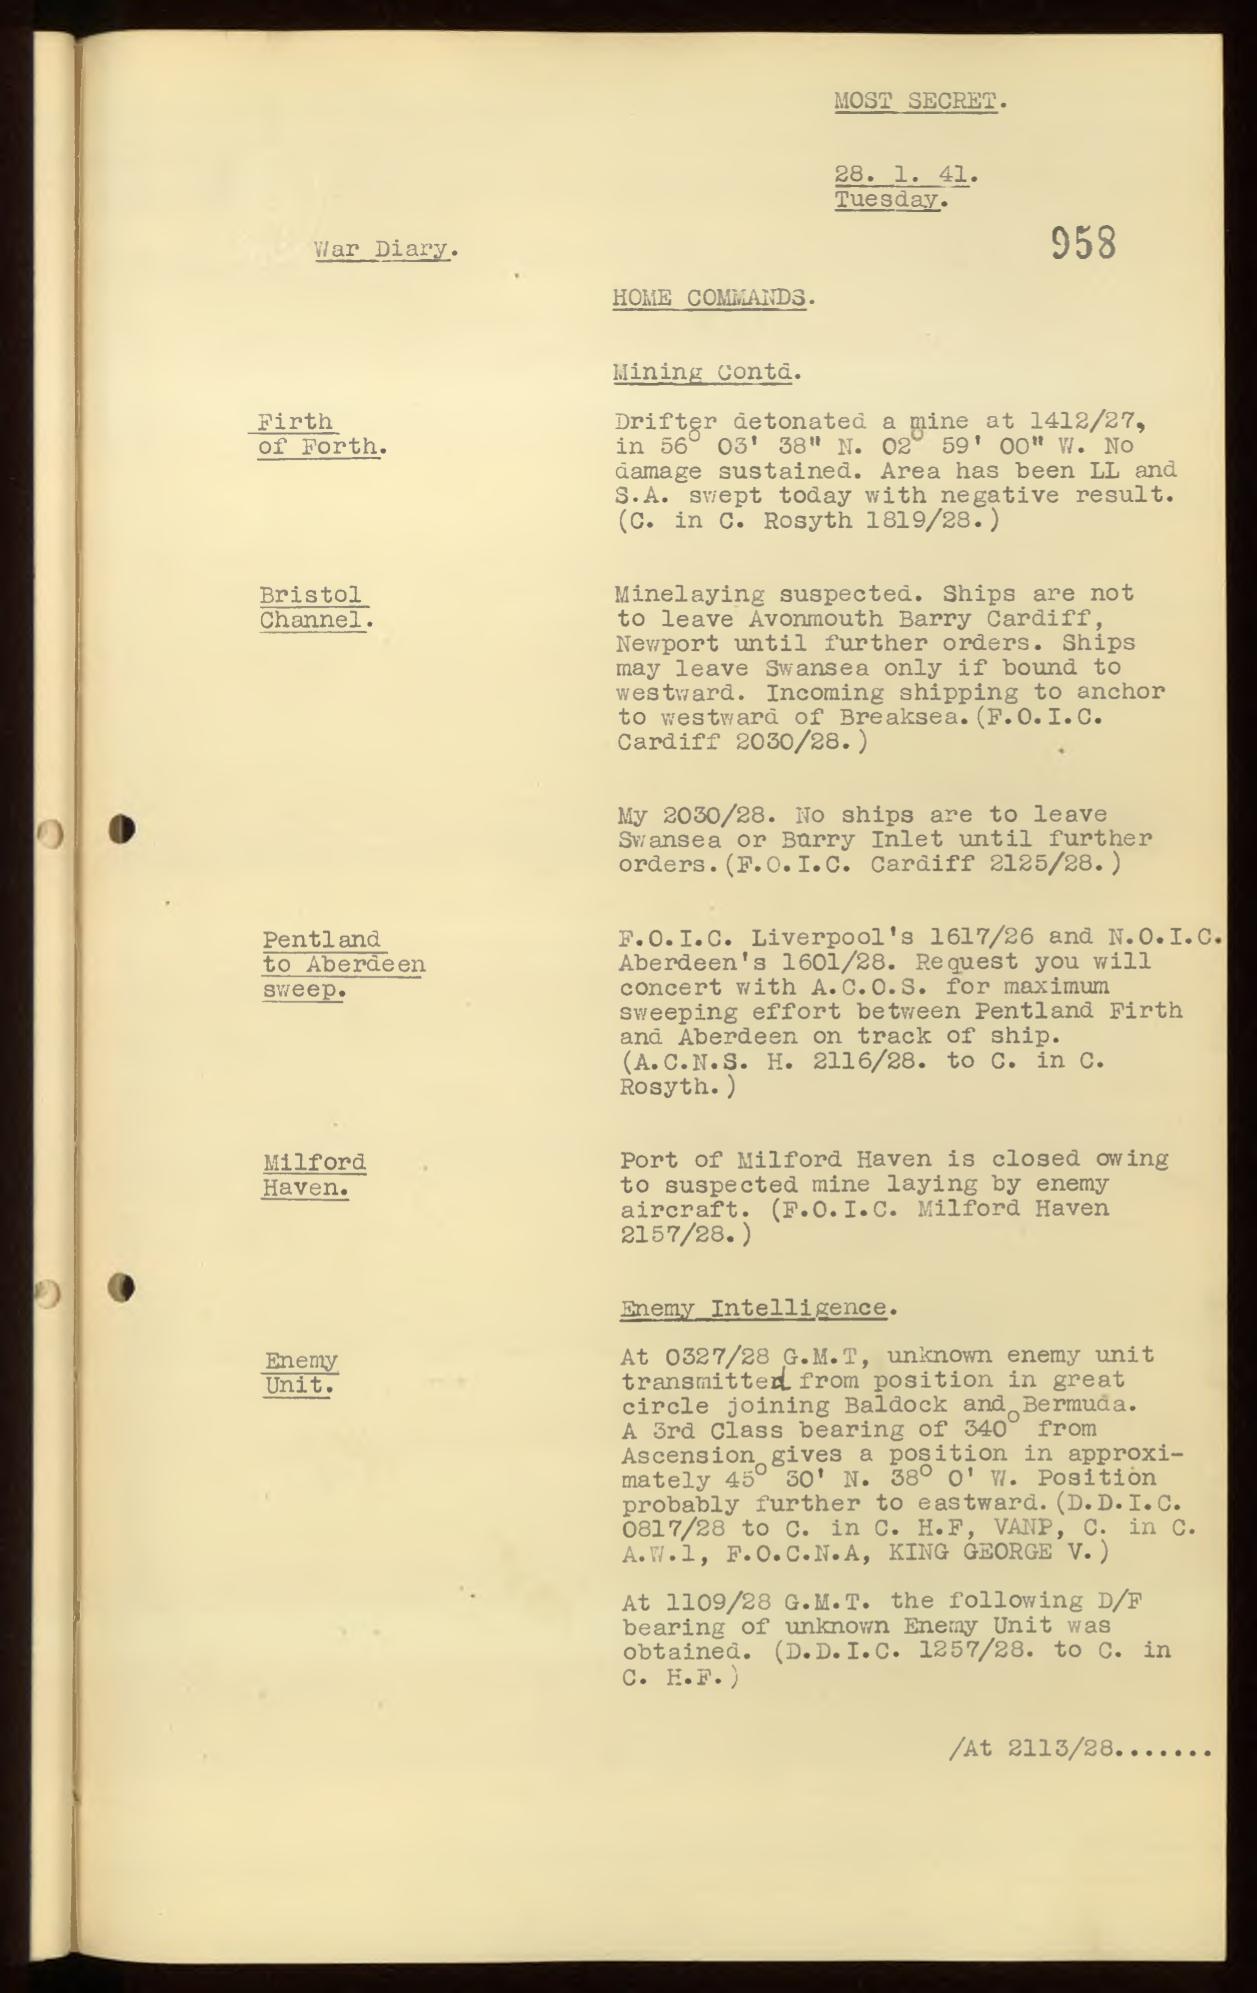 MOST SECRET.
28. 1. 41.
Tuesday.
958
War Diary.
HOME COMMANDS.
Mining Contd.
Firth
of Forth.
Drifter detonated a mine at 1412/27,
in 56° 03' 38" N. 02° 59' 00" W. No
damage sustained. Area has been LL and
S.A. swept today with negative result.
(C. in C. Rosyth 1819/28.)
Bristol
Channel.
Minelaying suspected. Ships are not
to leave Avonmouth Barry Cardiff,
Newport until further orders. Ships
may leave Swansea only if bound to
westward. Incoming shipping to anchor
to westward of Breaksea.(F.O.I.C.
Cardiff 2030/28.)
My 2030/28. No ships are to leave
Swansea or Burry Inlet until further
orders.(F.O.I.C. Cardiff 2125/28.)
Pentland
to Aberdeen
sweep.
F.O.I.C. Liverpool's 1617/26 and N.O.I.C.
Aberdeen's 1601/28. Request you will
concert with A.C.O.S. for maximum
sweeping effort between Pentland Firth
and Aberdeen on track of ship.
(A.C.N.S. H. 2116/28. to C. in C.
Rosyth.)
Milford
Haven.
Port of Milford Haven is closed owing
to suspected mine laying by enemy
aircraft. (F.O.I.C. Milford Haven
2157/28.)
Enemy Intelligence.
Enemy
Unit.
At 0327/28 G.M.T, unknown enemy unit
transmitted from position in great
circle joining Baldock and Bermuda.
A 3rd Class bearing of 340° from
Ascension gives a position in approxi-
mately 45° 30' N. 38° 0' W. Position
probably further to eastward.(D.D.I.C.
0817/28 to C. in C. H.F, VANP, C. in C.
A.W.1, F.O.C.N.A, KING GEORGE V.)
At 1109/28 G.M.T. the following D/F
bearing of unknown Enemy Unit was
obtained. (D.D.I.C. 1257/28. to C. in
C. H.F.)
/At 2113/28.......